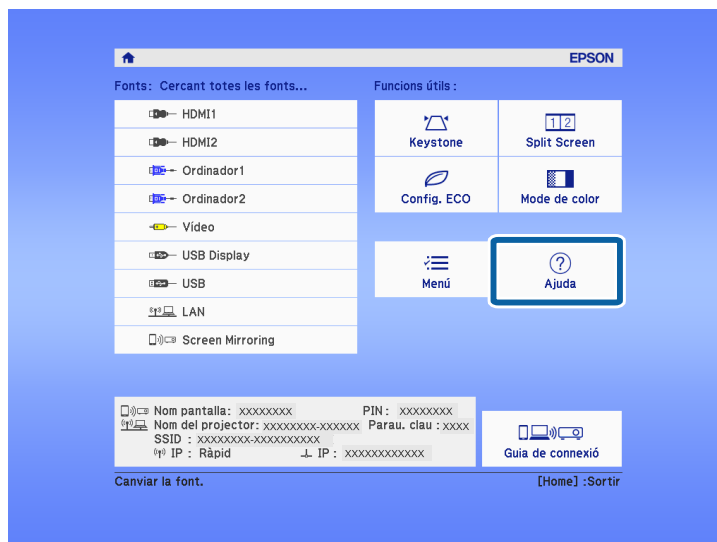 EPSON
Fonts: Cercant totes les fonts...
HDMI1
HDMI2
Ordinador1
Ordinador2
Vídeo
USB Display
USB
LAN
Screen Mirroring
Funcions útils :
Keystone
1 2
Split Screen
Config. ECO
Mode de color
Menú
?
Ajuda
Nom pantalla: xxxxxxxx PIN : xxxxxxxx
Nom del projector: xxxxxxxx-xxxxxx Parau. clau : xxxx
SSID : xxxxxxxx-xxxxxxxxxx
IP : Ràpid IP : xxxxxxxxxxxx
Guia de connexió
Canviar la font. [Home] :Sortir